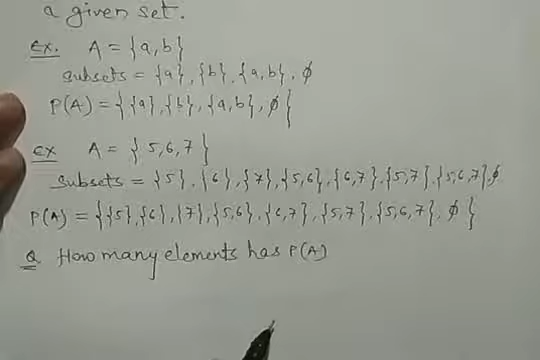 a given set.
Ex. A = {a, b}
subsets = {a}, {b}, {a, b}, φ
P(A) = {{a}, {b}, {a, b}, φ}
Ex A = {5, 6, 7}
subsets = {5}, {6}, {7}, {5, 6}, {6, 7}, {5, 7}, {5, 6, 7}, φ
P(A) = {{5}, {6}, {7}, {5, 6}, {6, 7}, {5, 7}, {5, 6, 7}, φ}
Q How many elements has P(A)